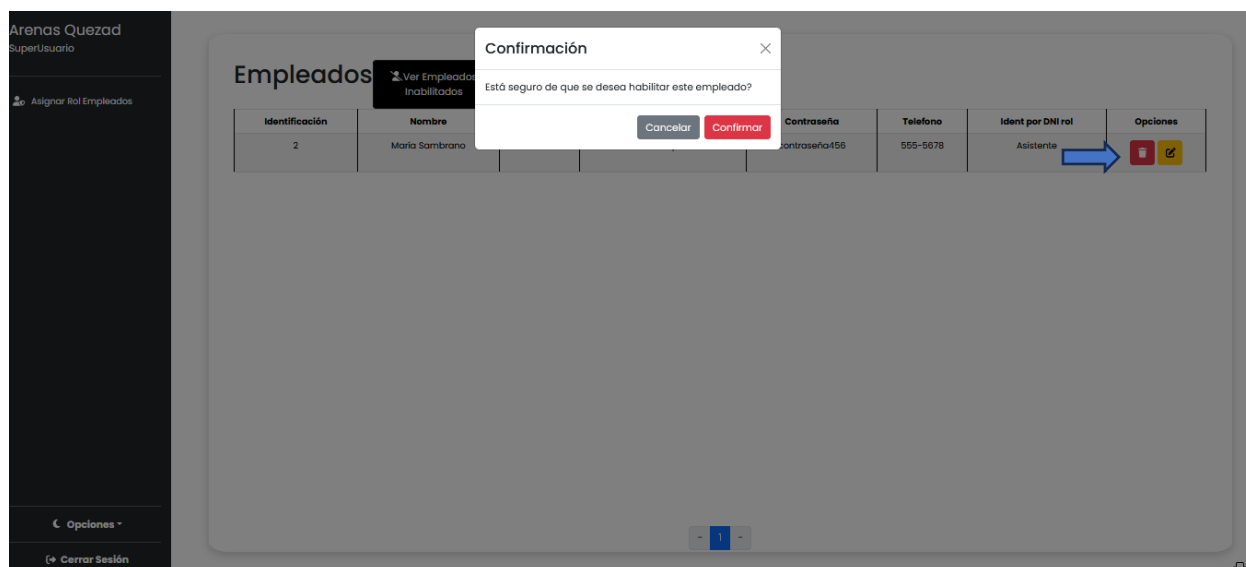 Arenas Quezad
SuperUsuario
Asignar Rol Empleados
Opciones
Cerrar Sesión
Empleados
Ver Empleados
Inabilitados
Confirmación
Está seguro de que se desea habilitar este empleado?
Cancelar Confirmar
Identificación Nombre Contraseña Telefono Ident por DNI rol Opciones
2 Maria Sambrano contraseña456 555-5678 Asistente
- 1 -